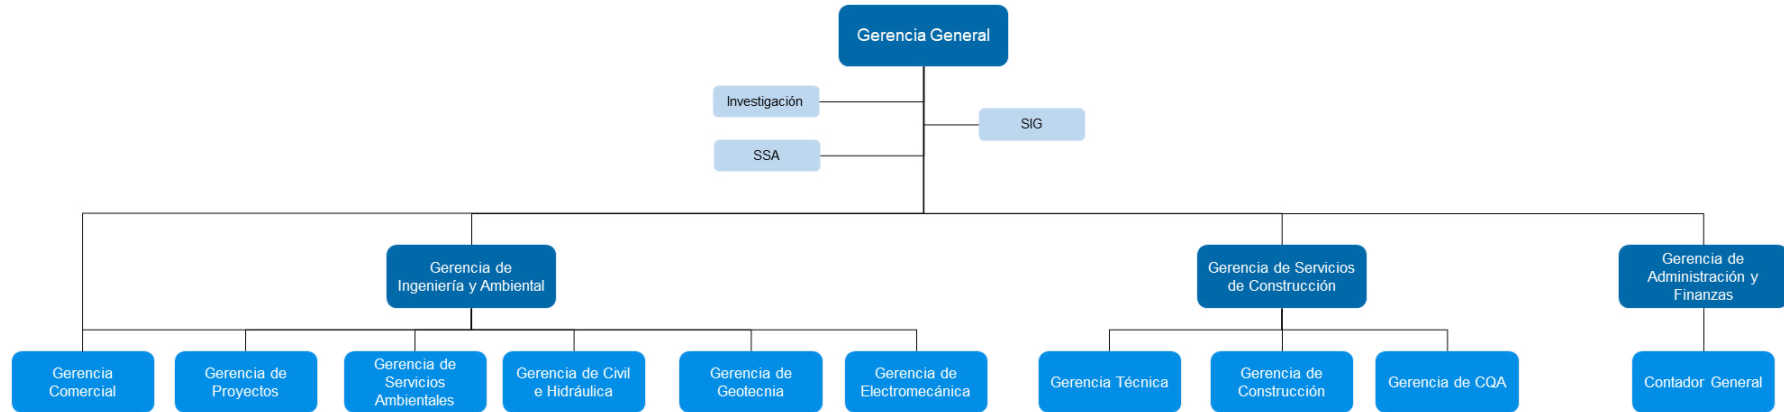 Gerencia General
Investigación
SIG
SSA
Gerencia de
Ingeniería y Ambiental
Gerencia de Servicios
de Construcción
Gerencia de
Administración y
Finanzas
Gerencia
Comercial
Gerencia de
Proyectos
Gerencia de
Servicios
Ambientales
Gerencia de Civil
e Hidráulica
Gerencia de
Geotecnia
Gerencia de
Electromecánica
Gerencia Técnica
Gerencia de
Construcción
Gerencia de CQA
Contador General